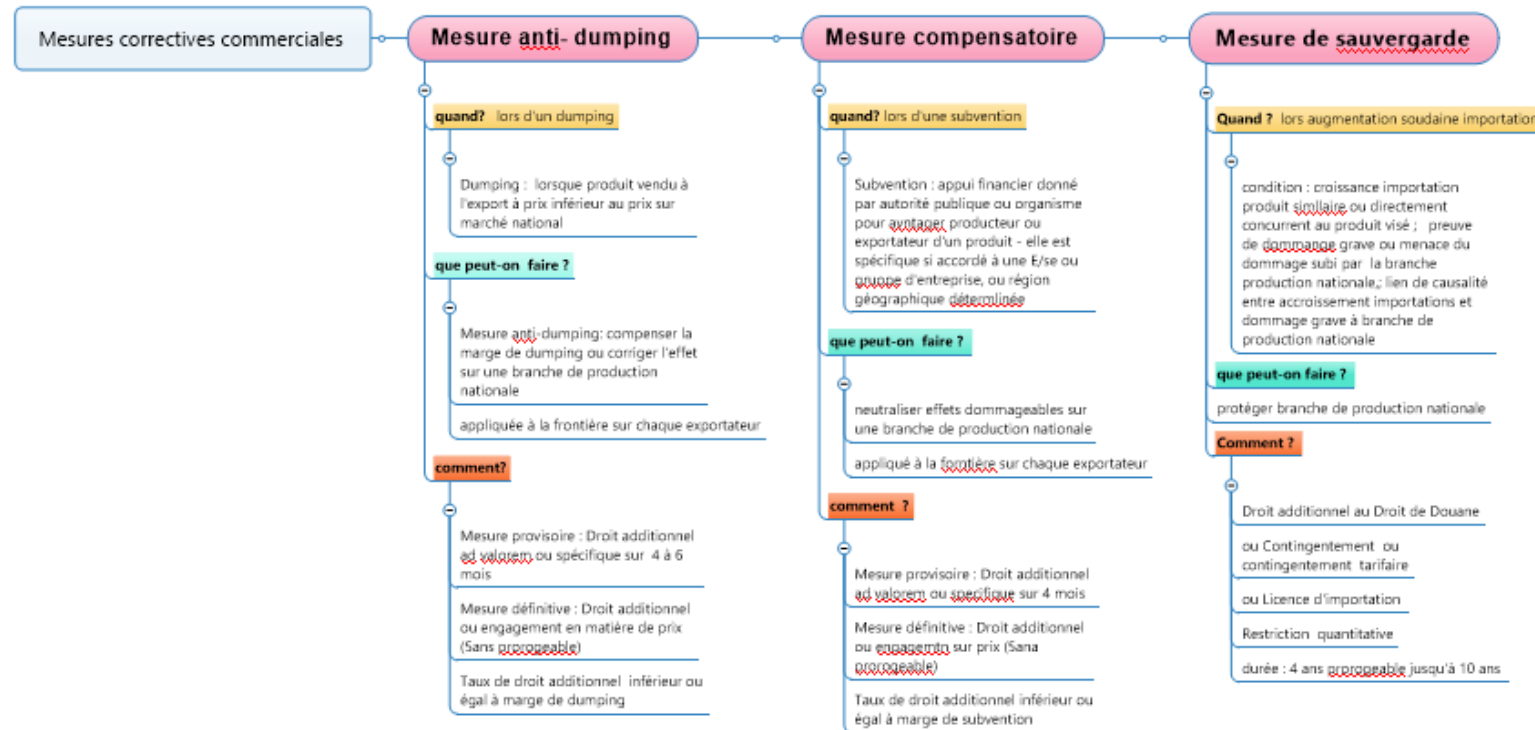 Mesures correctives commerciales
Mesure anti- dumping
quand? lors d'un dumping
Dumping : lorsque produit vendu à
l'export à prix inférieur au prix sur
marché national
que peut-on faire ?
Mesure anti-dumping: compenser la
marge de dumping ou corriger l'effet
sur une branche de production
nationale
appliquée à la frontière sur chaque exportateur
comment?
Mesure provisoire : Droit additionnel
ad valorem ou spécifique sur 4 à 6
mois
Mesure définitive : Droit additionnel
ou engagement en matière de prix
(Sans prorogeable)
Taux de droit additionnel inférieur ou
égal à marge de dumping
Mesure compensatoire
quand? lors d'une subvention
Subvention : appui financier donné
par autorité publique ou organisme
pour avntager producteur ou
exportateur d'un produit - elle est
spécifique si accordé à une E/se ou
gruope d'entreprise, ou région
géographique détermlinée
que peut-on faire ?
neutraliser effets dommageables sur
une branche de production nationale
appliqué à la forntière sur chaque exportateur
comment ?
Mesure provisoire : Droit additionnel
ad valorem ou specifique sur 4 mois
Mesure définitive : Droit additionnel
ou engagemtn sur prix (Sana
prorogeable)
Taux de droit additionnel inférieur ou
égal à marge de subvention
Mesure de sauvergarde
Quand ? lors augmentation soudaine importation
condition : croissance importation
produit similaire ou directement
concurrent au produit visé ; preuve
de dommange grave ou menace du
dommage subi par la branche
production nationale,; lien de causalité
entre accroissement importations et
dommage grave à branche de
production nationale
que peut-on faire ?
protéger branche de production nationale
Comment ?
Droit additionnel au Droit de Douane
ou Contingentement ou
contingentement tarifaire
ou Licence d'importation
Restriction quantitative
durée : 4 ans prorogeable jusqu'à 10 ans